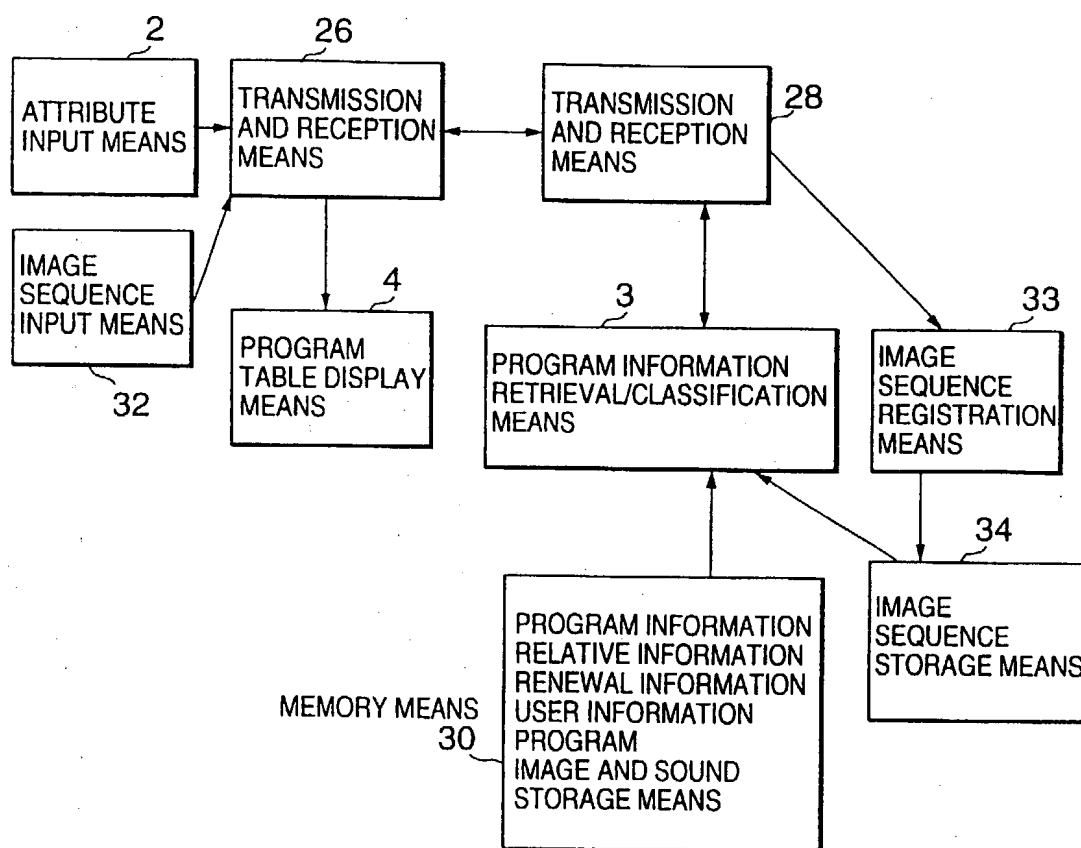 2
ATTRIBUTE
INPUT MEANS
26
TRANSMISSION
AND RECEPTION
MEANS
TRANSMISSION
AND RECEPTION
MEANS
28
IMAGE
SEQUENCE
INPUT MEANS
32
4
PROGRAM
TABLE DISPLAY
MEANS
3
PROGRAM INFORMATION
RETRIEVAL/CLASSIFICATION
MEANS
33
IMAGE
SEQUENCE
REGISTRATION
MEANS
34
IMAGE
SEQUENCE
STORAGE MEANS
MEMORY MEANS
30
PROGRAM INFORMATION
RELATIVE INFORMATION
RENEWAL INFORMATION
USER INFORMATION
PROGRAM
IMAGE AND SOUND
STORAGE MEANS